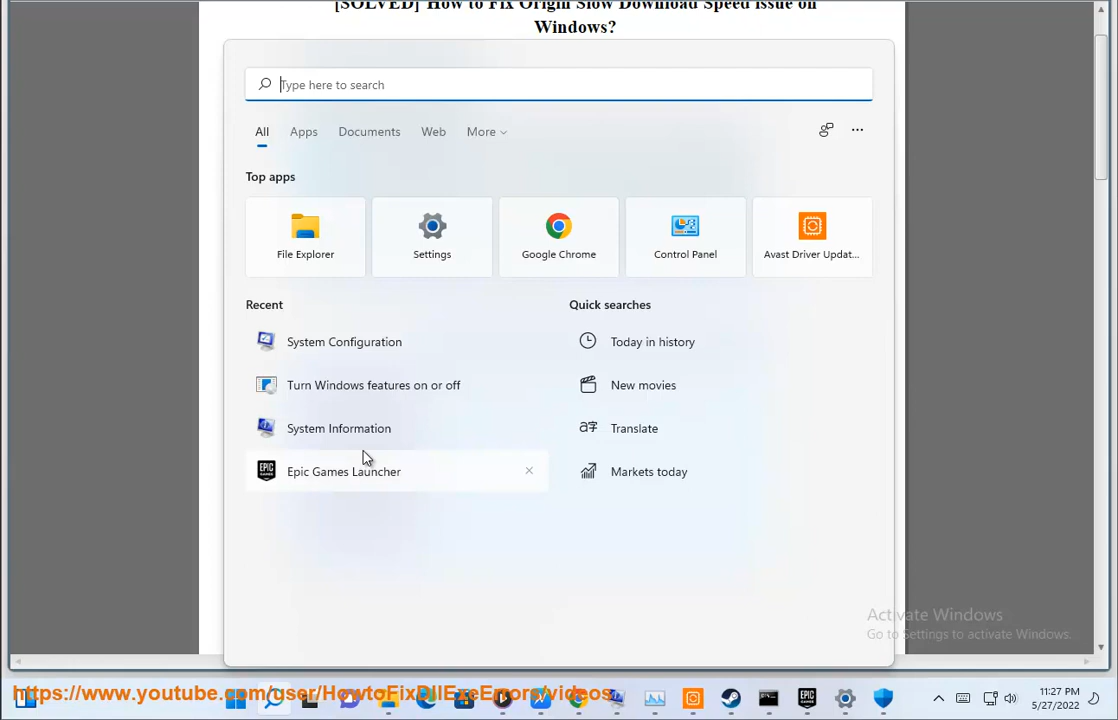 [SOLVED] How to Fix Origin Slow Download Speed issue on
Windows?
Type here to search
All
Apps
Documents
Web
More
Top apps
File Explorer
Settings
Google Chrome
Control Panel
Avast Driver Updat...
Recent
Quick searches
System Configuration
Today in history
Turn Windows features on or off
New movies
System Information
Translate
EPIC GAMES
Epic Games Launcher
Markets today
Activate Windows
Go to Settings to activate Windows.
https://www.youtube.com/user/HowtoFixDllExeErrors/videos
EPIC
11:27 PM
5/27/2022